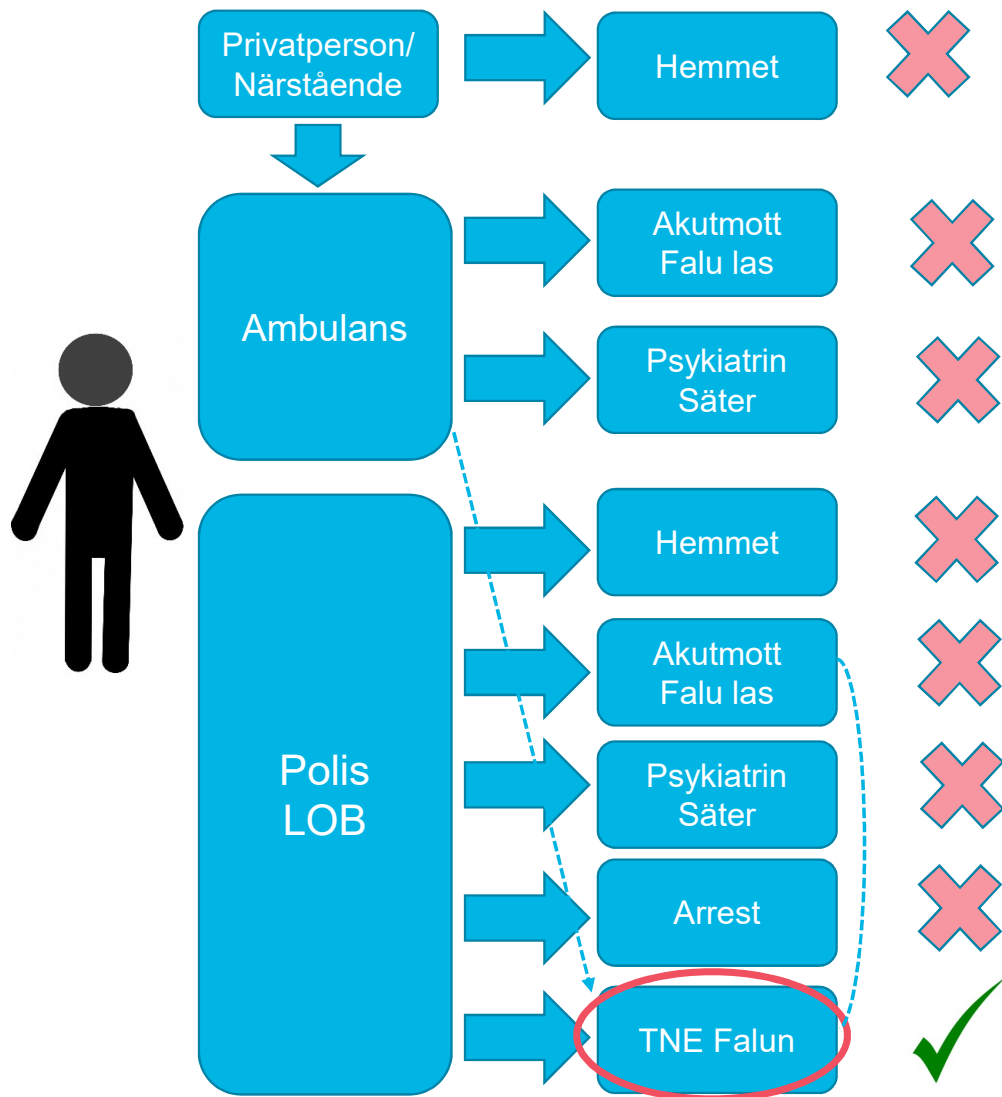 Privatperson/
Närstående
Hemmet
Ambulans
Akutmott
Falu las
Psykiatrin
Säter
Polis
LOB
Hemmet
Akutmott
Falu las
Psykiatrin
Säter
Arrest
TNE Falun